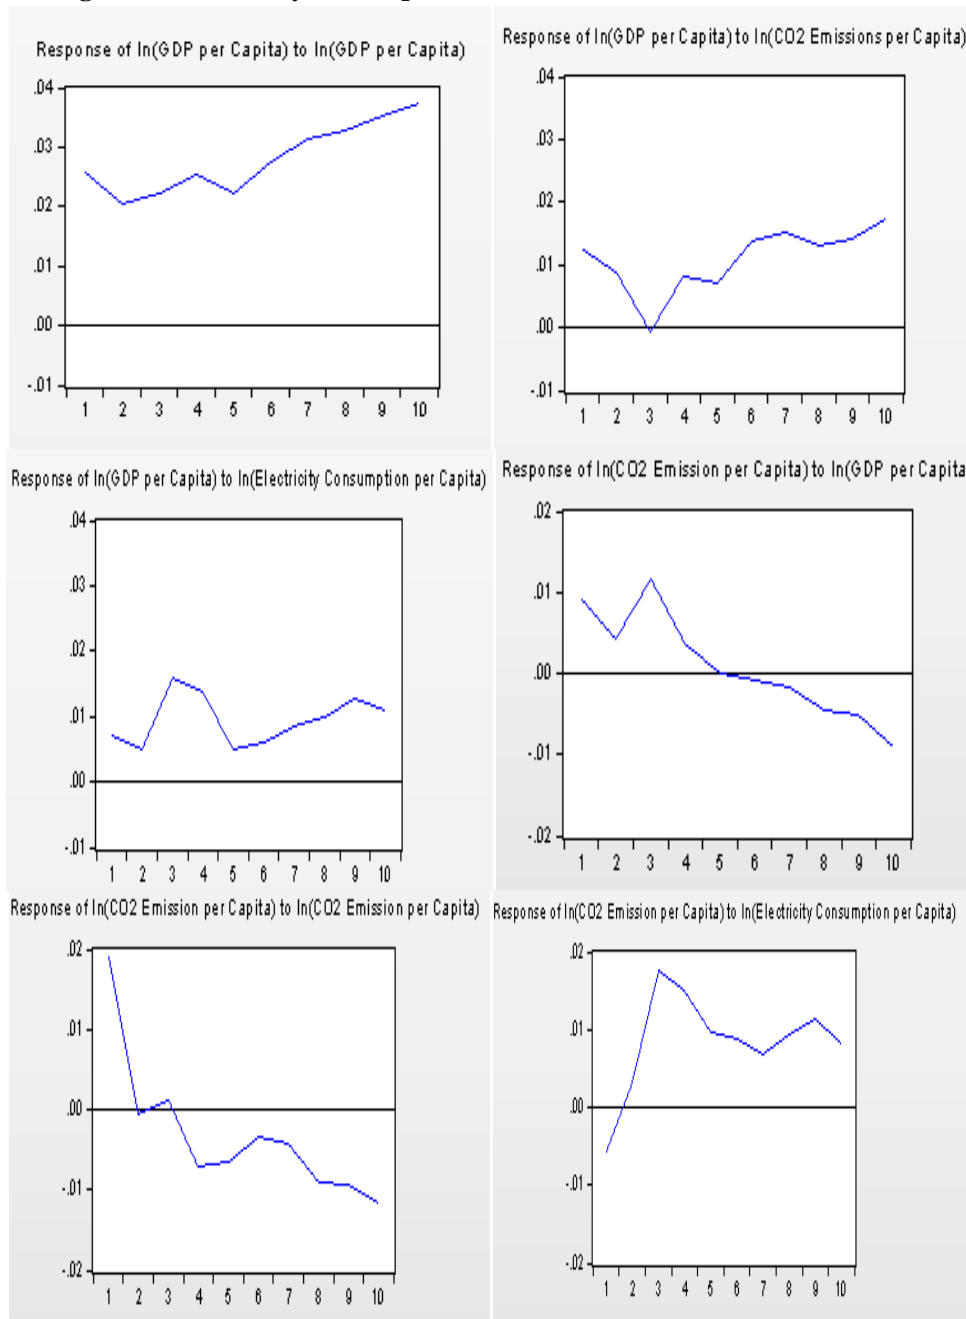 Response of ln(GDP per Capita) to ln(GDP per Capita)
.04
.03
.02
.01
.00
-.01
1 2 3 4 5 6 7 8 9 10
Response of ln(GDP per Capita) to ln(CO2 Emissions per Capita)
.04
.03
.02
.01
.00
-.01
1 2 3 4 5 6 7 8 9 10
Response of ln(GDP per Capita) to ln(Electricity Consumption per Capita)
.04
.03
.02
.01
.00
-.01
1 2 3 4 5 6 7 8 9 10
Response of ln(CO2 Emission per Capita) to ln(GDP per Capita
.02
.01
.00
-.01
-.02
1 2 3 4 5 6 7 8 9 10
Response of ln(CO2 Emission per Capita) to ln(CO2 Emission per Capita)
.02
.01
.00
-.01
-.02
1 2 3 4 5 6 7 8 9 10
Response of ln(CO2 Emission per Capita) to ln(Electricity Consumption per Capita)
.02
.01
.00
-.01
-.02
1 2 3 4 5 6 7 8 9 10